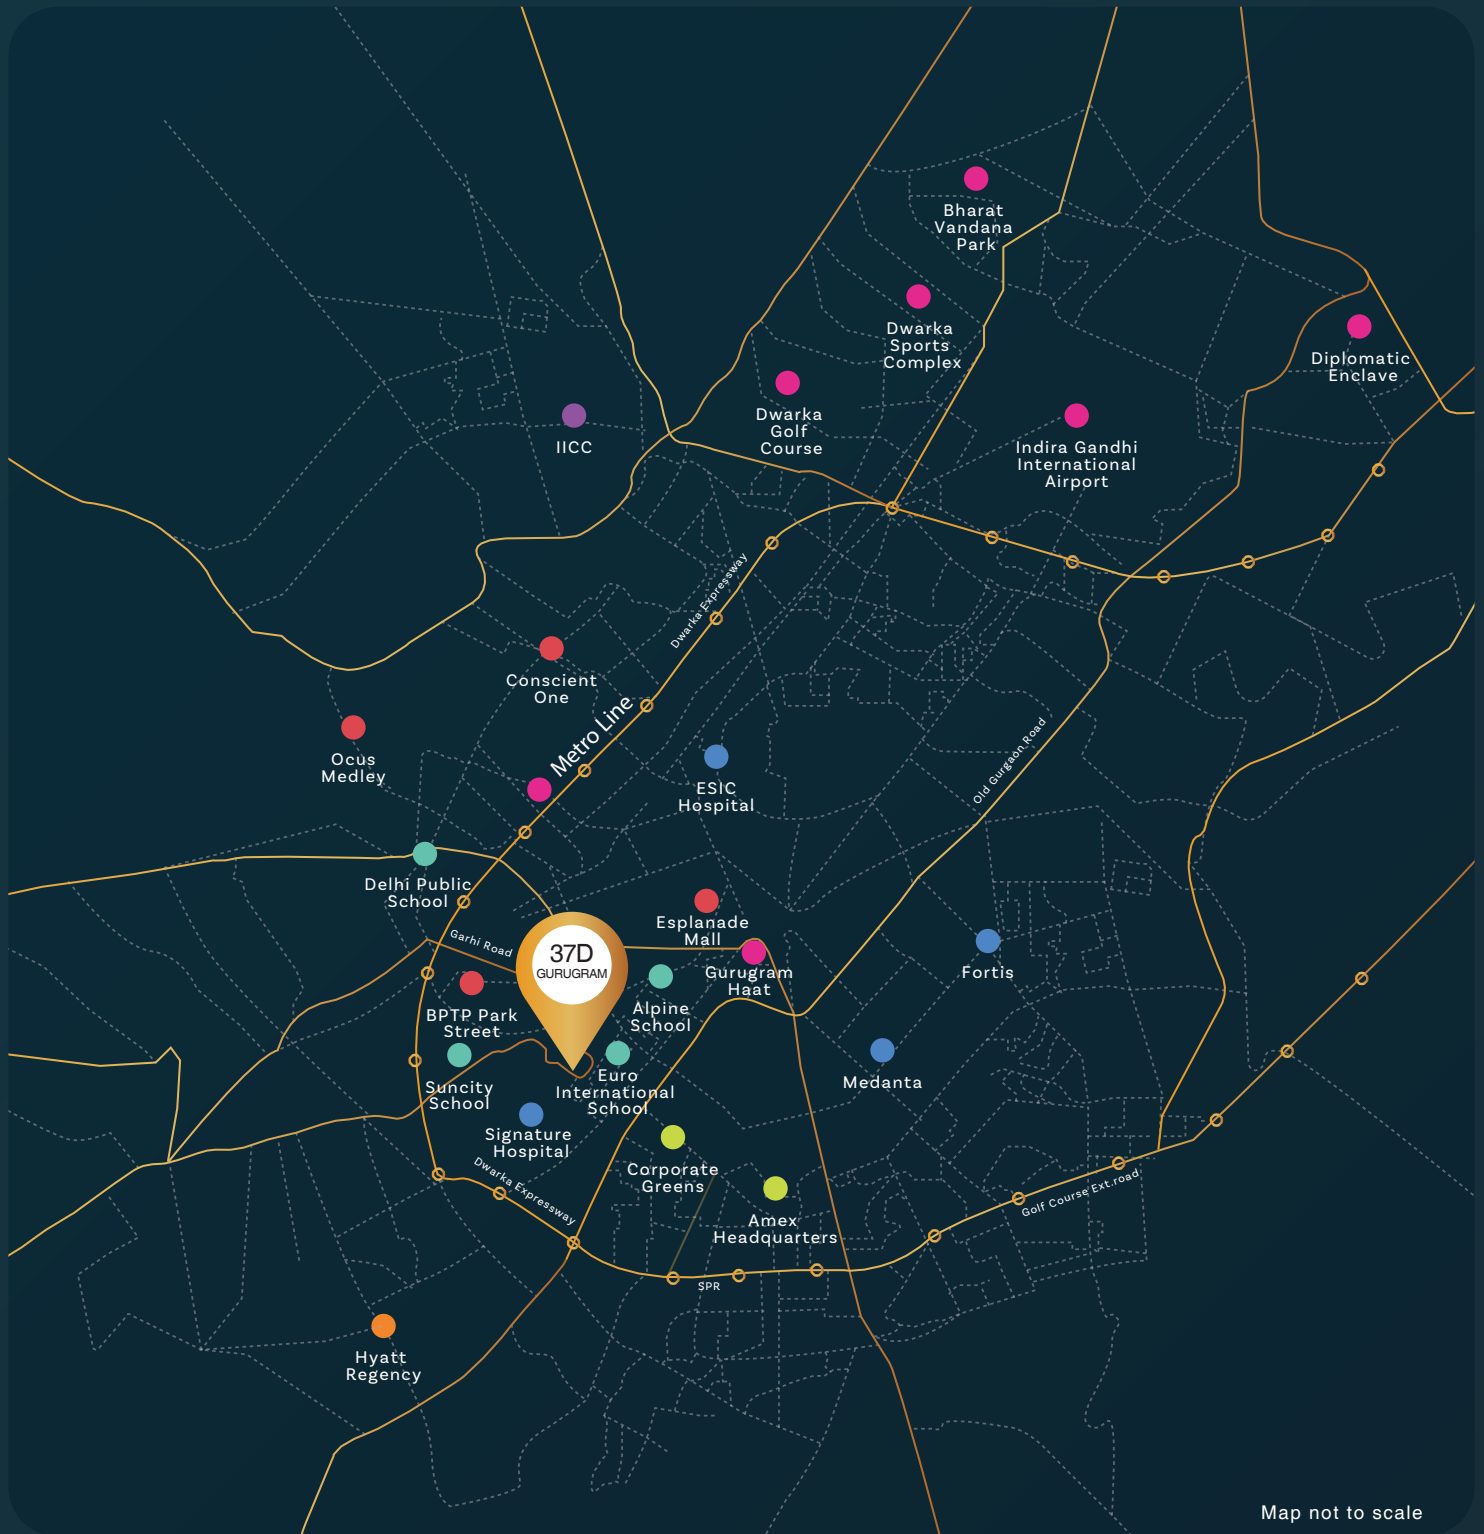 Bharat
Vandana
Park
Dwarka
Sports
Complex
Diplomatic
Enclave
Dwarka
Golf
Course
IICC
Indira Gandhi
International
Airport
Dwarka Expressway
Conscient
One
Metro Line
Ocus
Medley
ESIC
Hospital
Old Gurgaon Road
Delhi Public
School
Esplanade
Mall
Garhi Road
37D
GURUGRAM
Gurugram
Haat
Fortis
BPTP Park
Street
Alpine
School
Suncity
School
Euro
International
School
Medanta
Signature
Hospital
Dwarka Expressway
Corporate
Greens
Golf Course Ext.road
Amex
Headquarters
SPR
Hyatt
Regency
Map not to scale